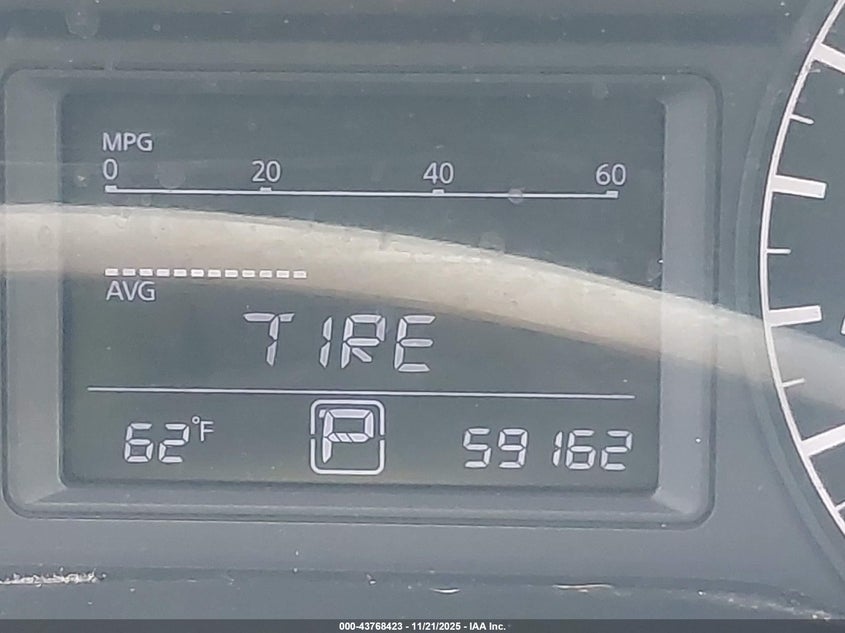 MPG
0 20 40 60
AVG
TIRE
62°F P 59162
000-43768423 - 11/21/2025 - IAA Inc.